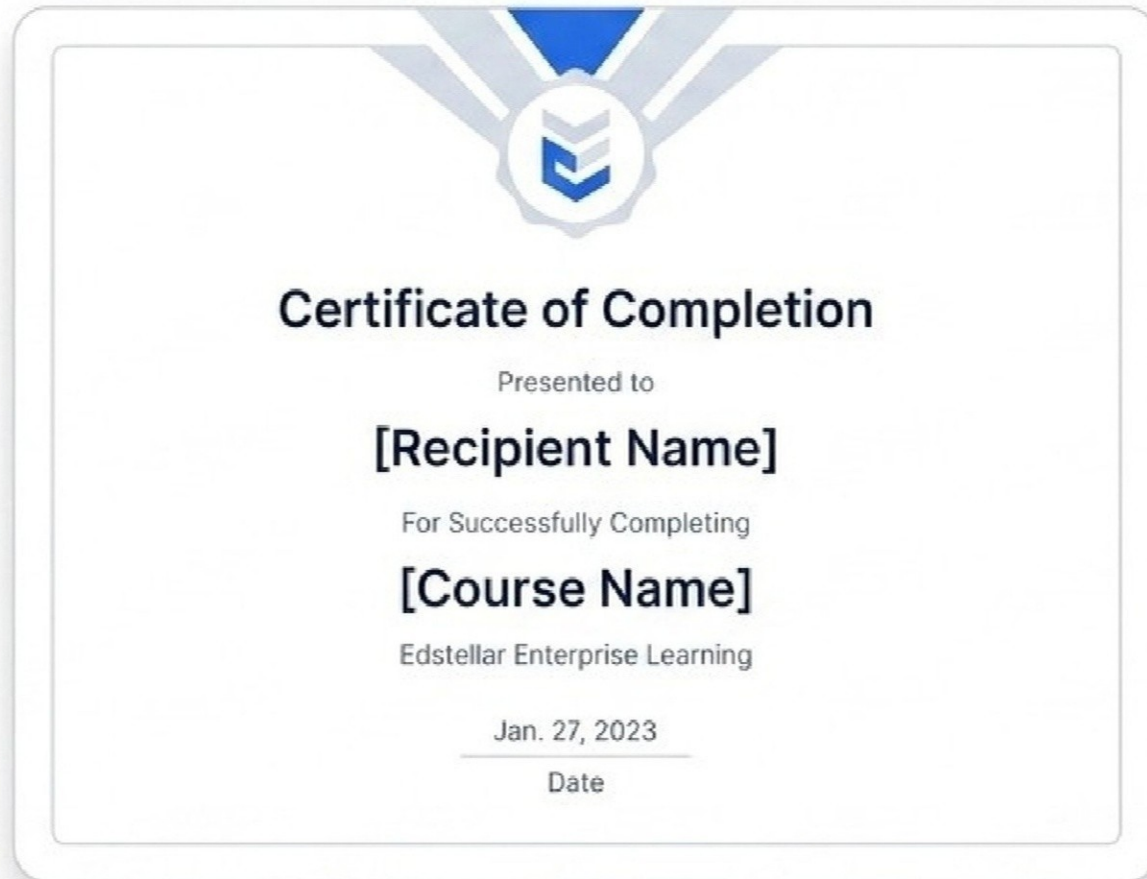 Certificate of Completion
Presented to
[Recipient Name]
For Successfully Completing
[Course Name]
Edstellar Enterprise Learning
Jan. 27, 2023
Date